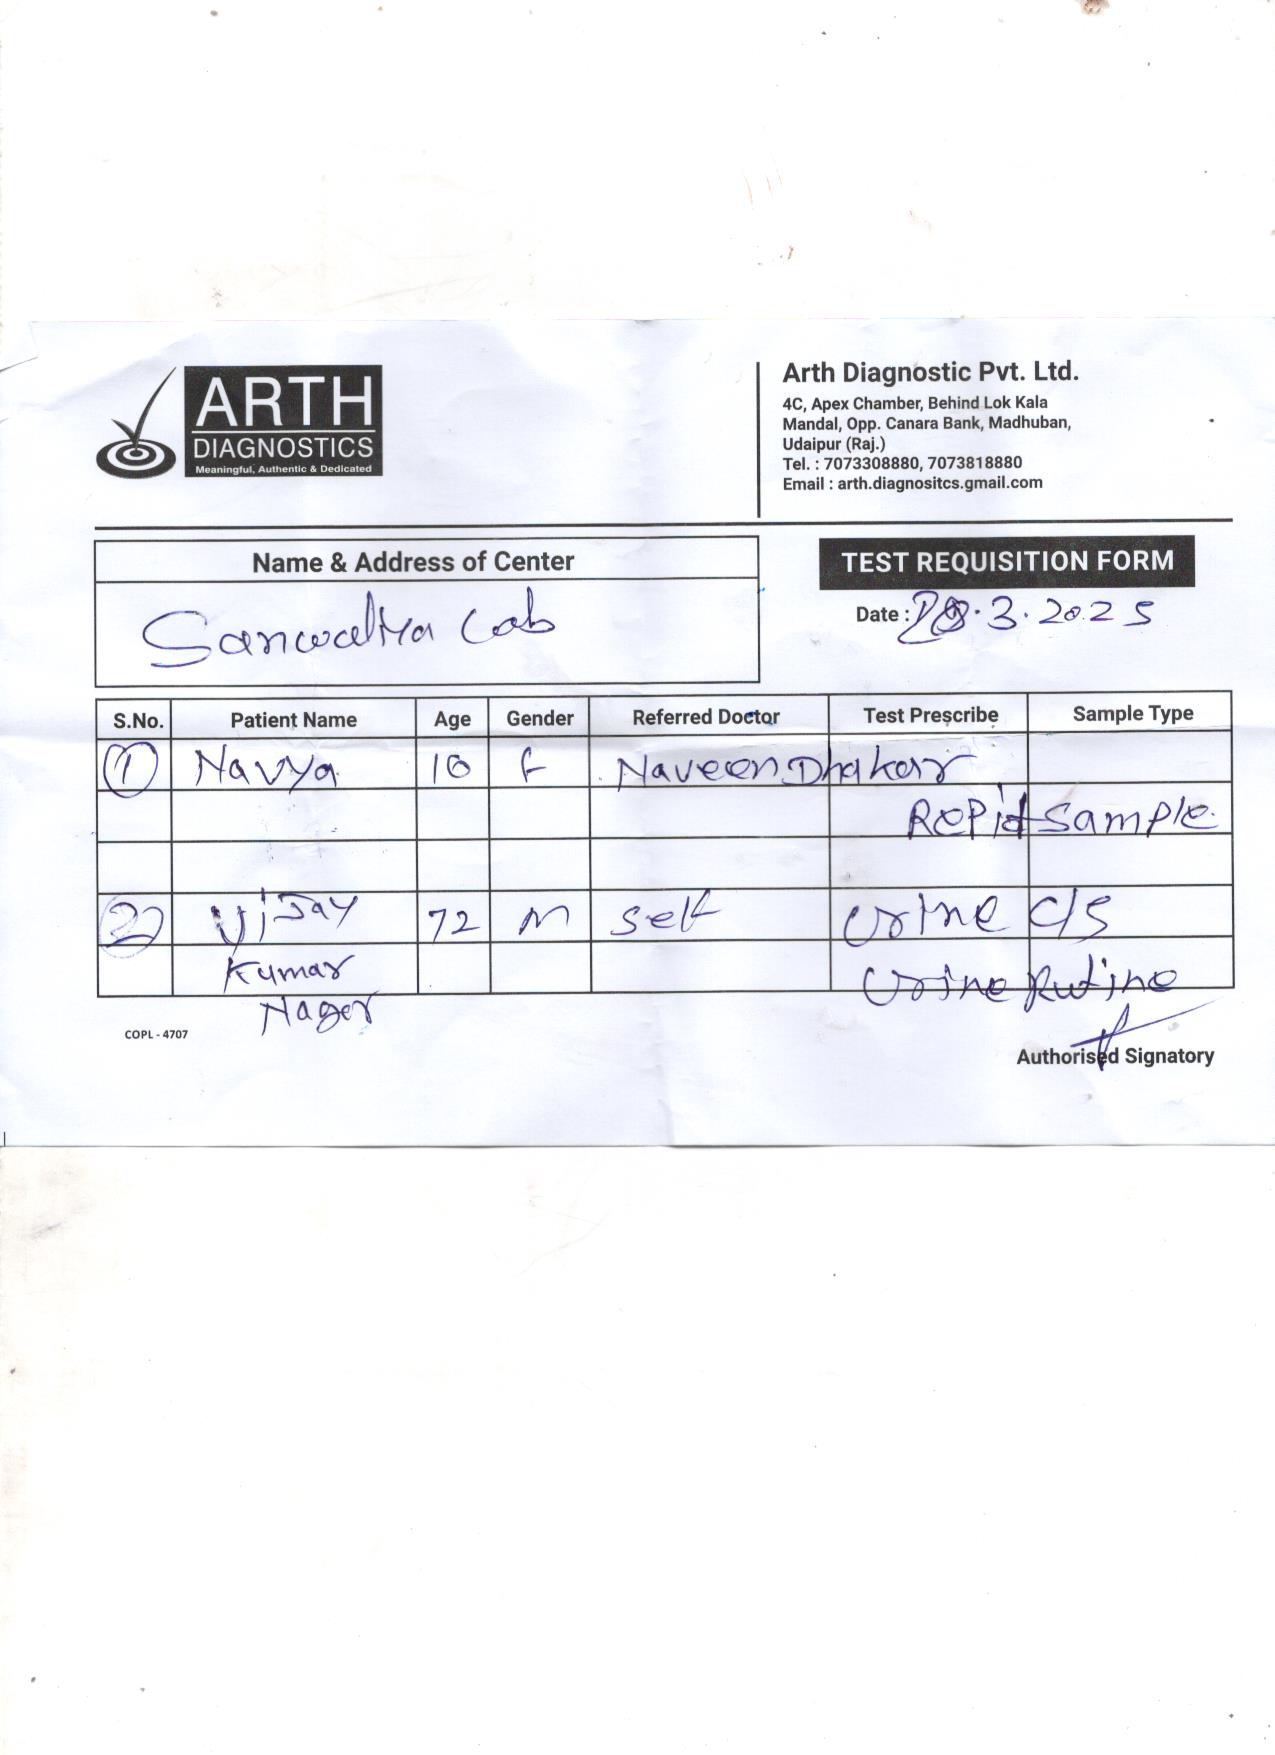 ARTH
DIAGNOSTICS
Meaningful, Authentic & Dedicated
Arth Diagnostic Pvt. Ltd.
4C, Apex Chamber, Behind Lok Kala
Mandal, Opp. Canara Bank, Madhuban,
Udaipur (Raj.)
Tel. : 7073308880, 7073818880
Email : arth.diagnositcs.gmail.com
Name & Address of Center
TEST REQUISITION FORM
Sanwaliya Lab
Date : 28.3.2025
S.No. Patient Name Age Gender Referred Doctor Test Prescribe Sample Type
1 Navya 10 F Naveen Dhakar
Repid Sample
2 Vijay 72 M Self Urine C/S
Kumar Urine Rutine
Nager
COPL - 4707
Authorised Signatory